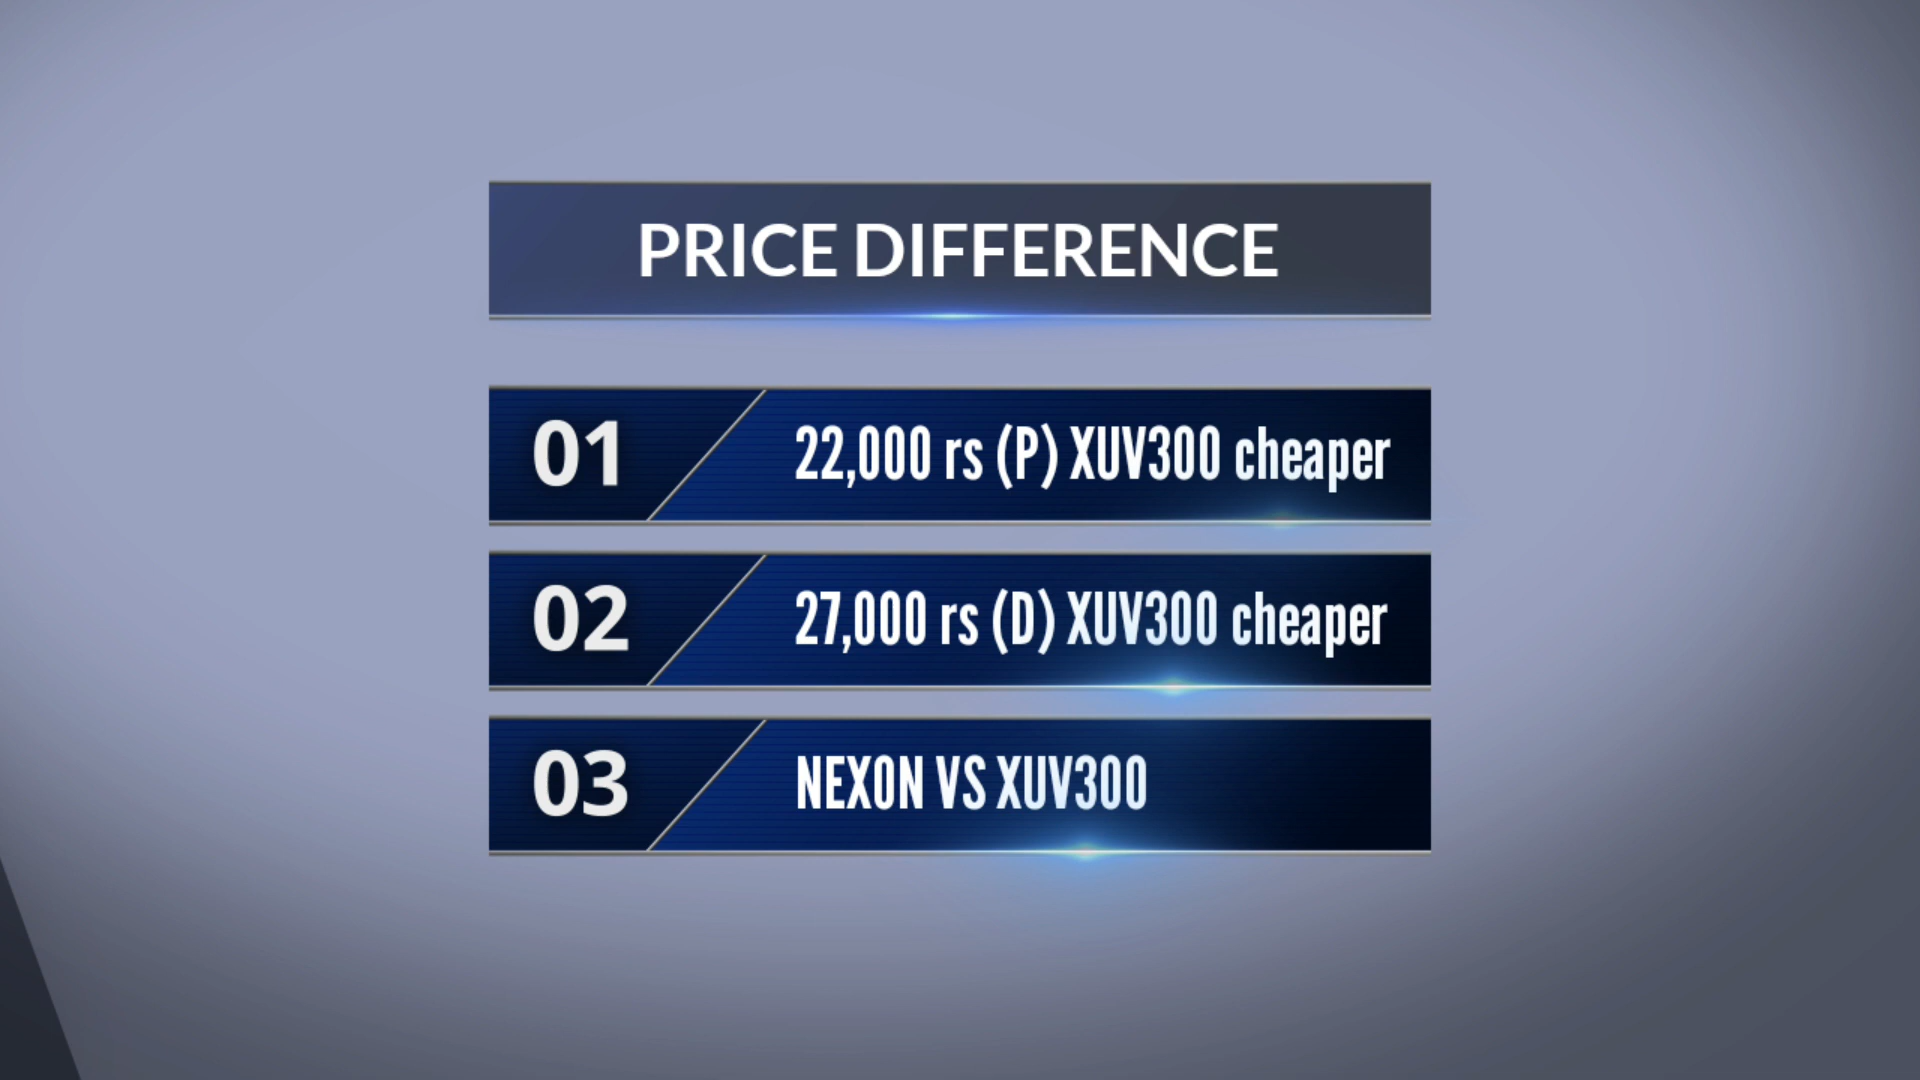 PRICE DIFFERENCE
01 22,000 rs (P) XUV300 cheaper
02 27,000 rs (D) XUV300 cheaper
03 NEXON VS XUV300